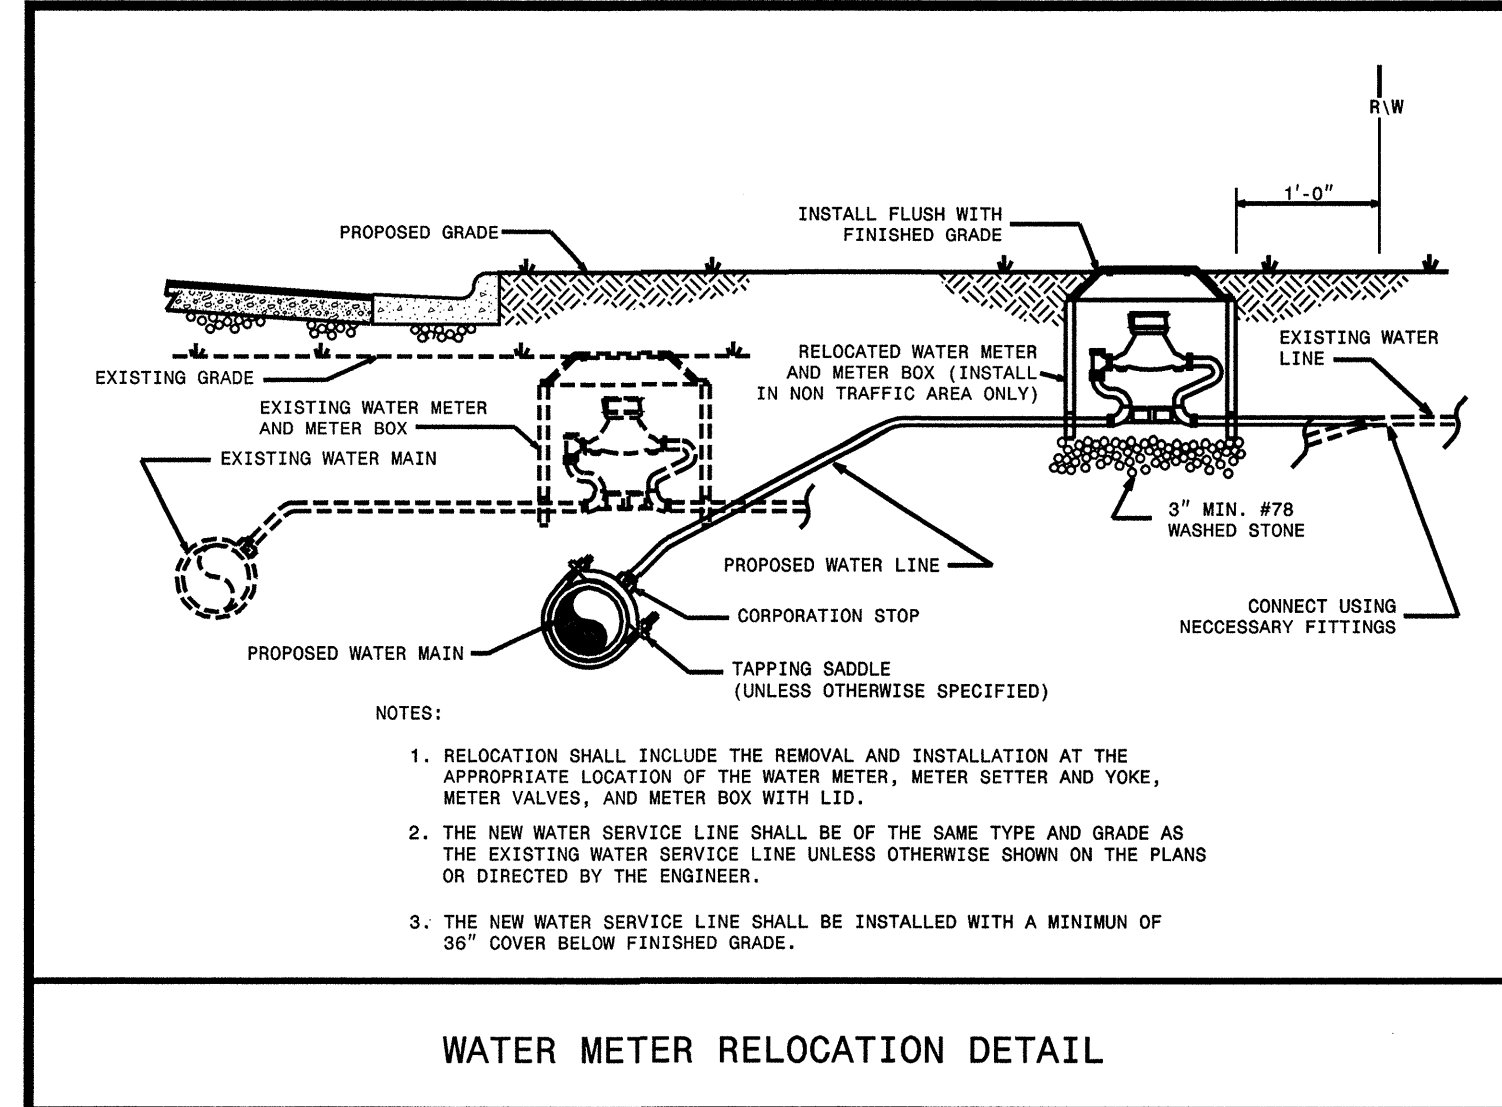 R\W
1'-0"
INSTALL FLUSH WITH
FINISHED GRADE
PROPOSED GRADE
EXISTING WATER
LINE
RELOCATED WATER METER
AND METER BOX (INSTALL
IN NON TRAFFIC AREA ONLY)
EXISTING GRADE
EXISTING WATER METER
AND METER BOX
EXISTING WATER MAIN
3" MIN. #78
WASHED STONE
PROPOSED WATER LINE
CORPORATION STOP
CONNECT USING
NECCESSARY FITTINGS
PROPOSED WATER MAIN
TAPPING SADDLE
(UNLESS OTHERWISE SPECIFIED)
NOTES:
1. RELOCATION SHALL INCLUDE THE REMOVAL AND INSTALLATION AT THE
APPROPRIATE LOCATION OF THE WATER METER, METER SETTER AND YOKE,
METER VALVES, AND METER BOX WITH LID.
2. THE NEW WATER SERVICE LINE SHALL BE OF THE SAME TYPE AND GRADE AS
THE EXISTING WATER SERVICE LINE UNLESS OTHERWISE SHOWN ON THE PLANS
OR DIRECTED BY THE ENGINEER.
3. THE NEW WATER SERVICE LINE SHALL BE INSTALLED WITH A MINIMUN OF
36" COVER BELOW FINISHED GRADE.
WATER METER RELOCATION DETAIL